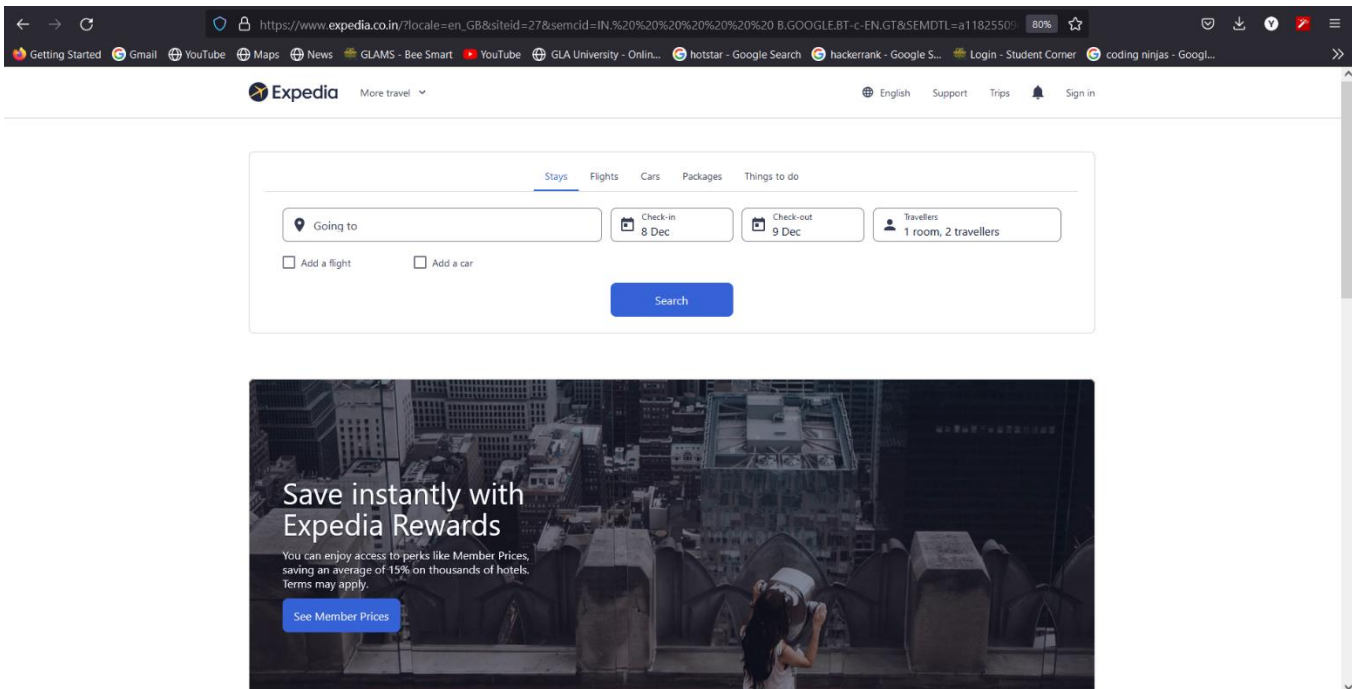 https://www.expedia.co.in/?locale=en_GB&siteid=27&semcid=IN.%20%20%20%20%20%20 B.GOOGLE.BT-c-EN.GT&SEMDTL=a11825509 80%
Getting Started Gmail YouTube Maps News GLAMS - Bee Smart YouTube GLA University - Onlin... hotstar - Google Search hackerrank - Google S... Login - Student Corner coding ninjas - Googl...
Expedia More travel English Support Trips Sign in
Stays Flights Cars Packages Things to do
Going to
Check-in
8 Dec
Check-out
9 Dec
Travellers
1 room, 2 travellers
Add a flight Add a car
Search
Save instantly with
Expedia Rewards
You can enjoy access to perks like Member Prices,
saving an average of 15% on thousands of hotels.
Terms may apply.
See Member Prices